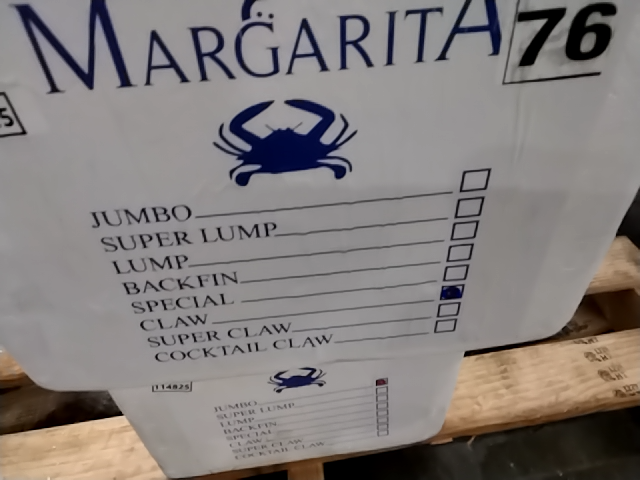 MARGARITA
76
5
JUMBO
SUPER LUMP
LUMP
BACKFIN
SPECIAL
CLAW
SUPER CLAW
COCKTAIL CLAW
114825
JUMBO
SUPER LUMP
LUMP
BACKFIN
SPECIAL
CLAW
SUPER CLAW
COCKTAIL CLAW